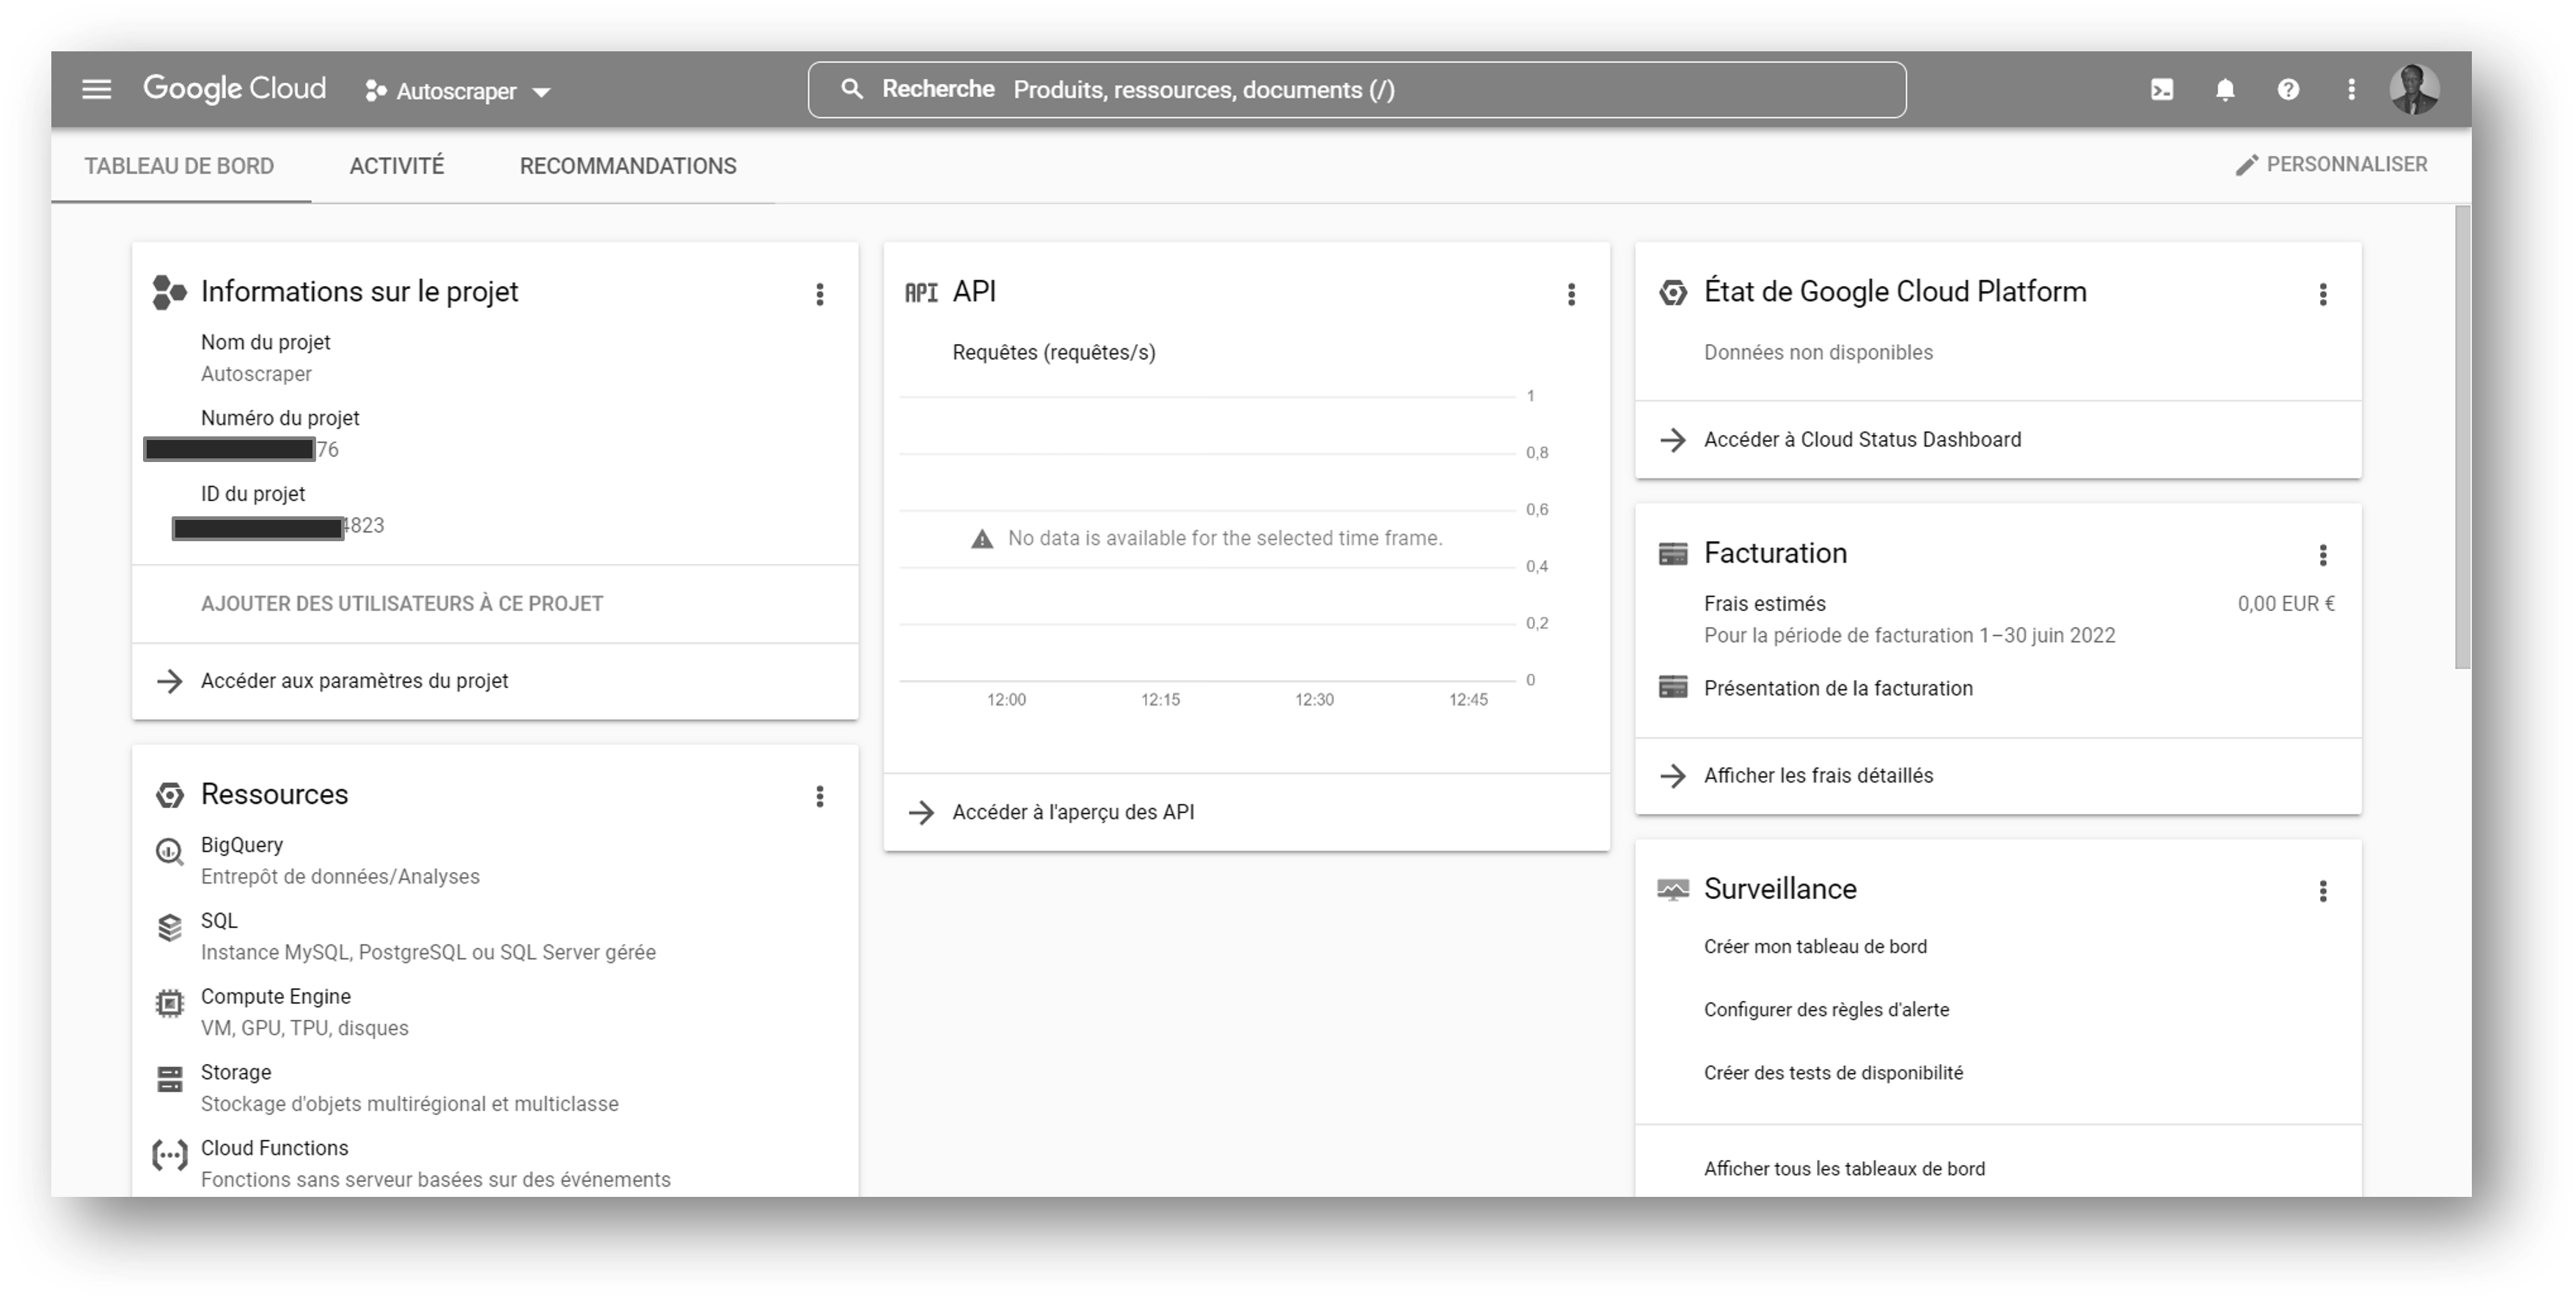 Google Cloud Autoscraper Recherche Produits, ressources, documents (/)
TABLEAU DE BORD ACTIVITÉ RECOMMANDATIONS PERSONNALISER
Informations sur le projet
Nom du projet
Autoscraper
Numéro du projet
76
ID du projet
4823
AJOUTER DES UTILISATEURS À CE PROJET
Accéder aux paramètres du projet
Ressources
BigQuery
Entrepôt de données/Analyses
SQL
Instance MySQL, PostgreSQL ou SQL Server gérée
Compute Engine
VM, GPU, TPU, disques
Storage
Stockage d'objets multirégional et multiclasse
Cloud Functions
Fonctions sans serveur basées sur des événements
API API
Requêtes (requêtes/s)
1
0,8
0,6
No data is available for the selected time frame.
0,4
0,2
0
12:00 12:15 12:30 12:45
Accéder à l'aperçu des API
État de Google Cloud Platform
Données non disponibles
Accéder à Cloud Status Dashboard
Facturation
Frais estimés 0,00 EUR €
Pour la période de facturation 1–30 juin 2022
Présentation de la facturation
Afficher les frais détaillés
Surveillance
Créer mon tableau de bord
Configurer des règles d'alerte
Créer des tests de disponibilité
Afficher tous les tableaux de bord